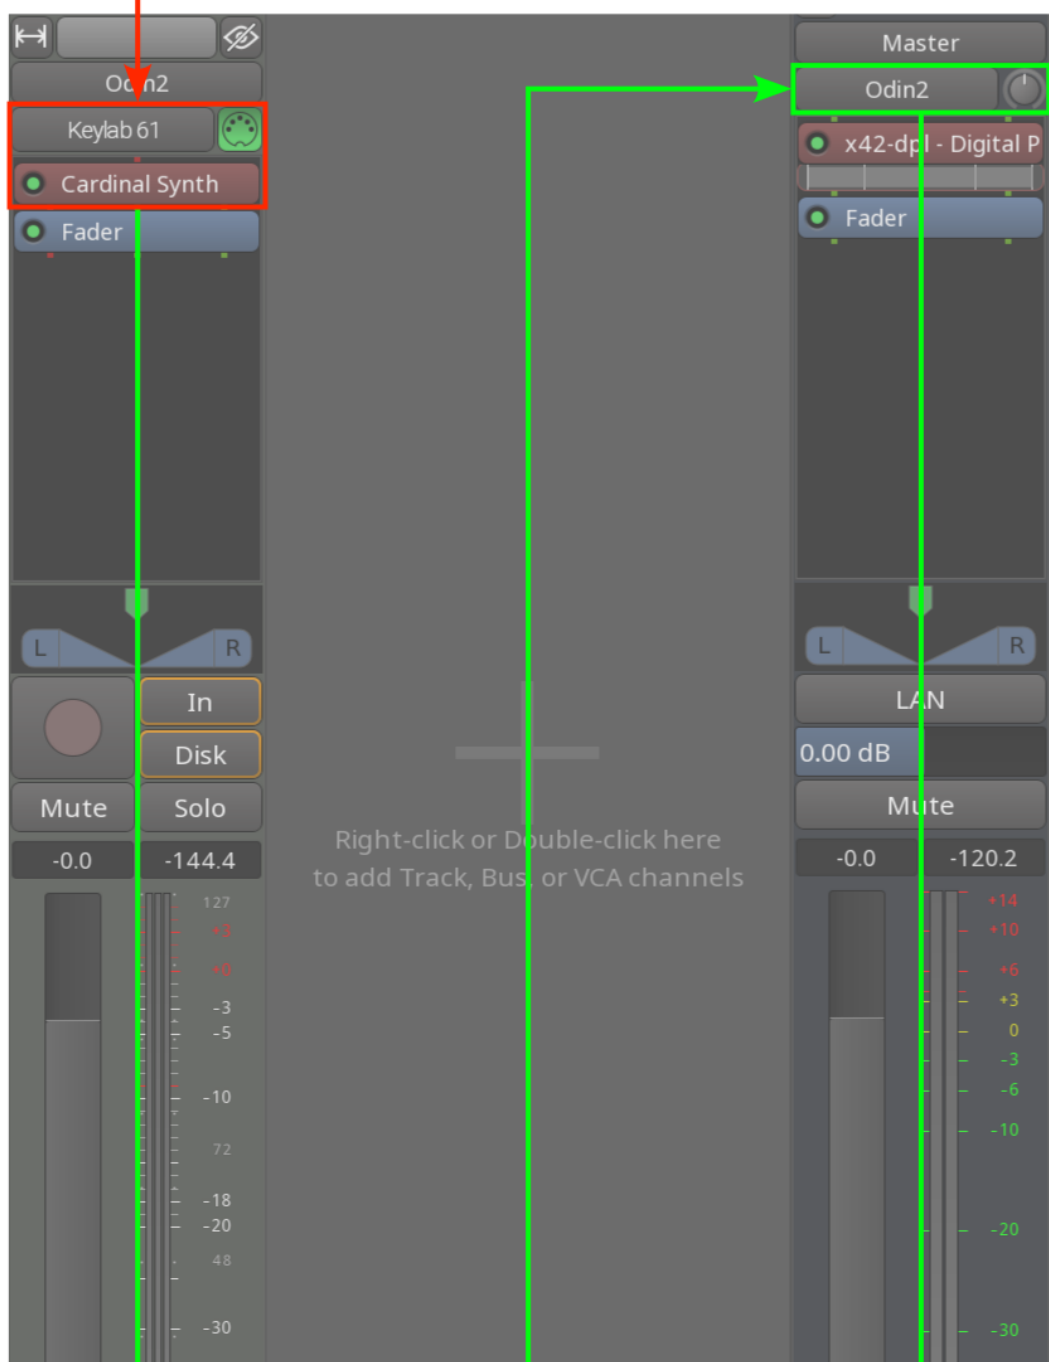 Odin2
Keylab 61
Cardinal Synth
Fader
L R
In
Disk
Mute Solo
-0.0 -144.4
127
+3
+0
-3
-5
-10
72
-18
-20
48
-30
Right-click or Double-click here
to add Track, Bus, or VCA channels
Master
Odin2
x42-dpl - Digital P
Fader
L R
LAN
0.00 dB
Mute
-0.0 -120.2
+14
+10
+6
+3
0
-3
-6
-10
-20
-30